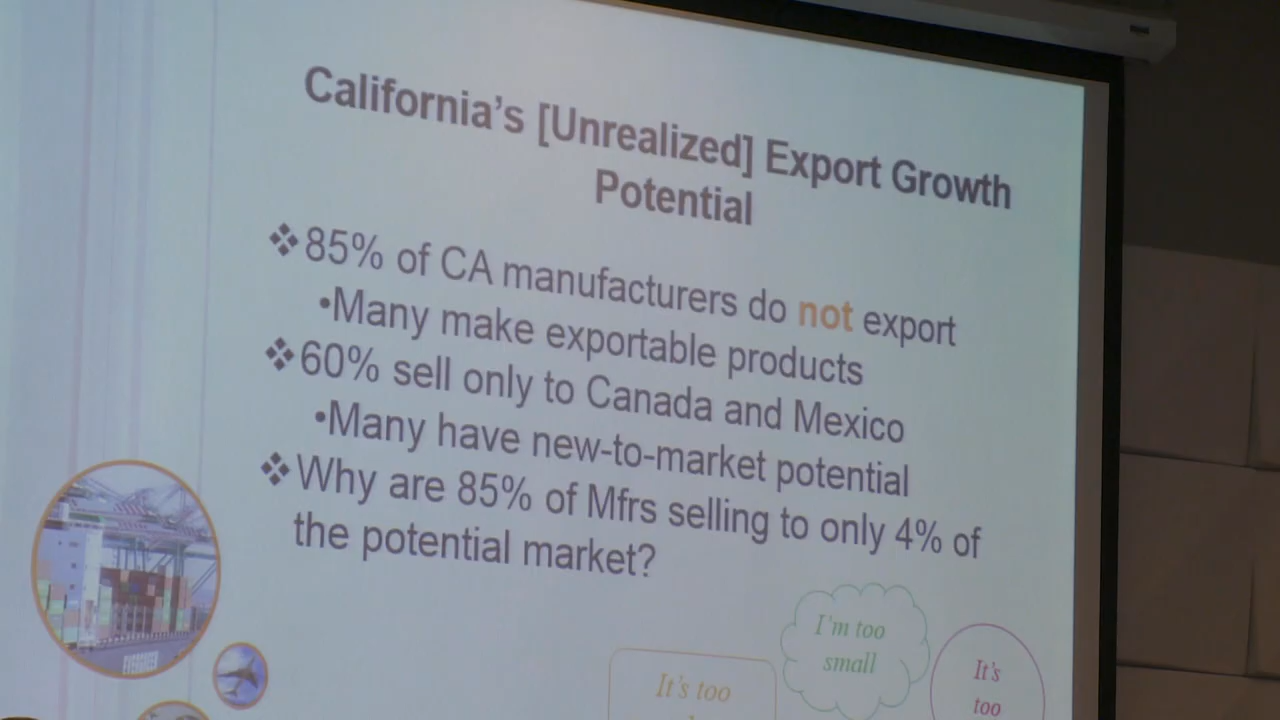 California's [Unrealized] Export Growth
Potential
❖85% of CA manufacturers do not export
•Many make exportable products
❖60% sell only to Canada and Mexico
•Many have new-to-market potential
❖Why are 85% of Mfrs selling to only 4% of
the potential market?
EVERGREEN
I'm too
small
It's too
It's
too